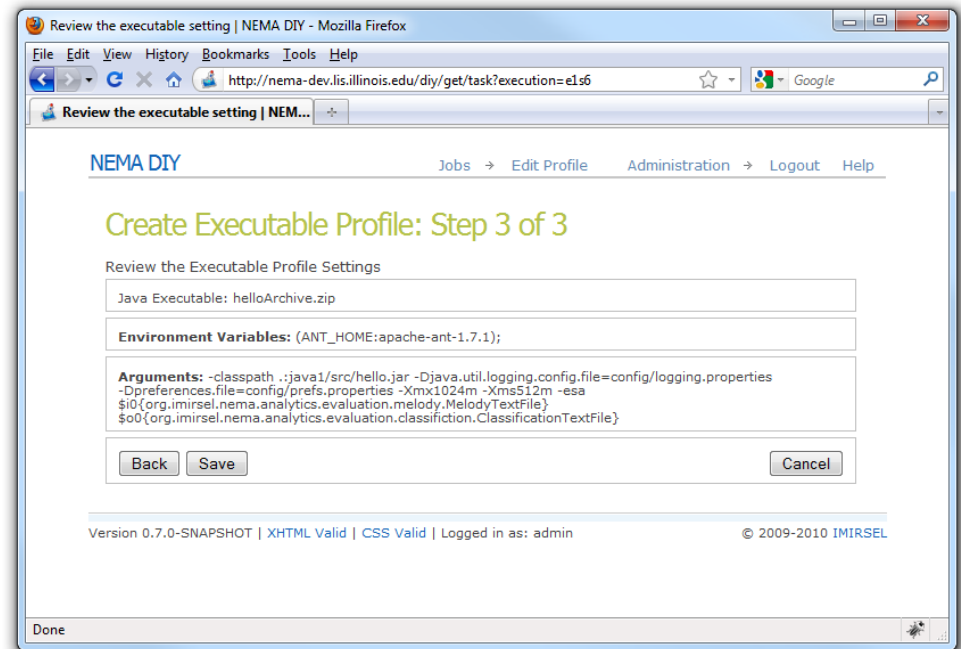 Review the executable setting | NEMA DIY - Mozilla Firefox
File Edit View History Bookmarks Tools Help
http://nema-dev.lis.illinois.edu/diy/get/task?execution=e1s6 Google
Review the executable setting | NEM...
NEMA DIY Jobs → Edit Profile Administration → Logout Help
Create Executable Profile: Step 3 of 3
Review the Executable Profile Settings
Java Executable: helloArchive.zip
Environment Variables: (ANT_HOME:apache-ant-1.7.1);
Arguments: -classpath .:java1/src/hello.jar -Djava.util.logging.config.file=config/logging.properties
-Dpreferences.file=config/prefs.properties -Xmx1024m -Xms512m -esa
$i0{org.imirsel.nema.analytics.evaluation.melody.MelodyTextFile}
$o0{org.imirsel.nema.analytics.evaluation.classifiction.ClassificationTextFile}
Back Save Cancel
Version 0.7.0-SNAPSHOT | XHTML Valid | CSS Valid | Logged in as: admin © 2009-2010 IMIRSEL
Done